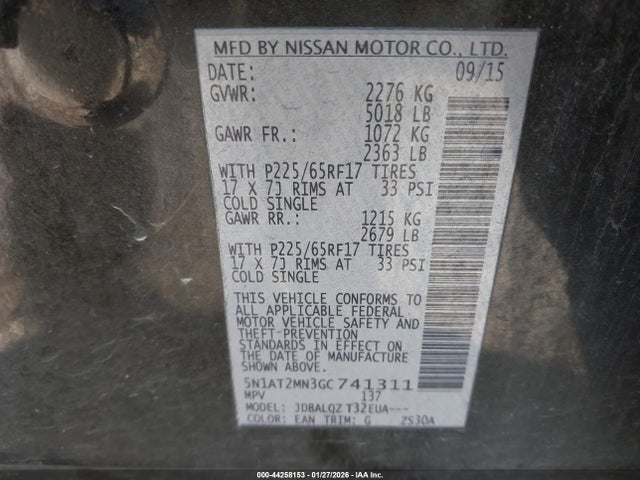 MFD BY NISSAN MOTOR CO., LTD.
DATE: 09/15
GVWR: 2276 KG
5018 LB
GAWR FR.: 1072 KG
2363 LB
WITH P225/65RF17 TIRES
17 X 7J RIMS AT 33 PSI
COLD SINGLE
GAWR RR.: 1215 KG
2679 LB
WITH P225/65RF17 TIRES
17 X 7J RIMS AT 33 PSI
COLD SINGLE
THIS VEHICLE CONFORMS TO
ALL APPLICABLE FEDERAL
MOTOR VEHICLE SAFETY AND
THEFT PREVENTION
STANDARDS IN EFFECT ON
THE DATE OF MANUFACTURE
SHOWN ABOVE.
5N1AT2MN3GC741311
MPV 137
MODEL: JDBALQZ T32EUA---
COLOR: EAN TRIM: G 2S30A
000-44258153 | 01/27/2026 - IAA, Inc.